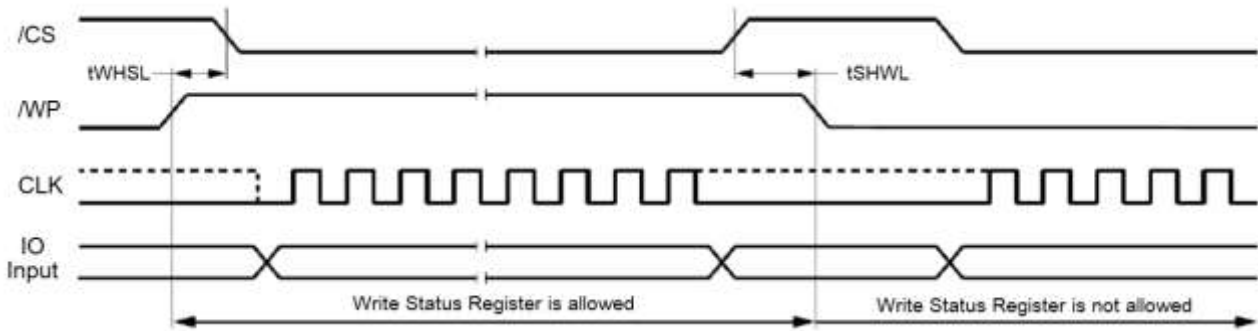 /CS
tWHSL
tSHWL
/WP
CLK
IO
Input
Write Status Register is allowed
Write Status Register is not allowed